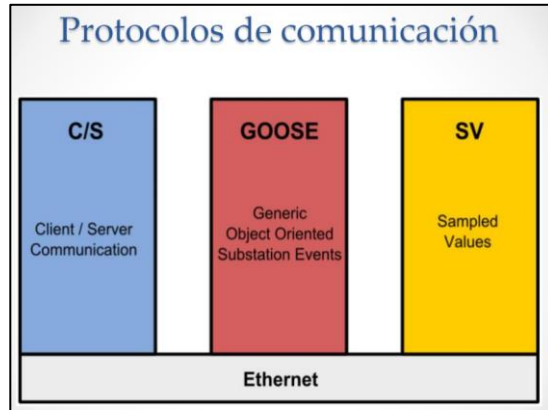 Protocolos de comunicación
C/S
Client / Server
Communication
GOOSE
Generic
Object Oriented
Substation Events
SV
Sampled
Values
Ethernet